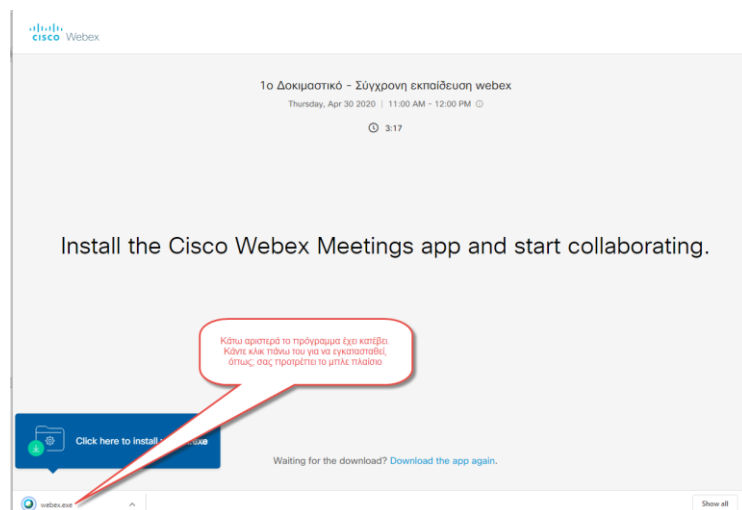 cisco Webex
1ο Δοκιμαστικό - Σύγχρονη εκπαίδευση webex
Thursday, Apr 30 2020 | 11:00 AM - 12:00 PM
3:17
Install the Cisco Webex Meetings app and start collaborating.
Κάτω αριστερά το πρόγραμμα έχει κατέβει.
Κάντε κλικ πάνω του για να εγκατασταθεί,
όπως; σας προτρέπει το μπλε πλαίσιο
Click here to install .exe
Waiting for the download? Download the app again.
webex.exe
Show all